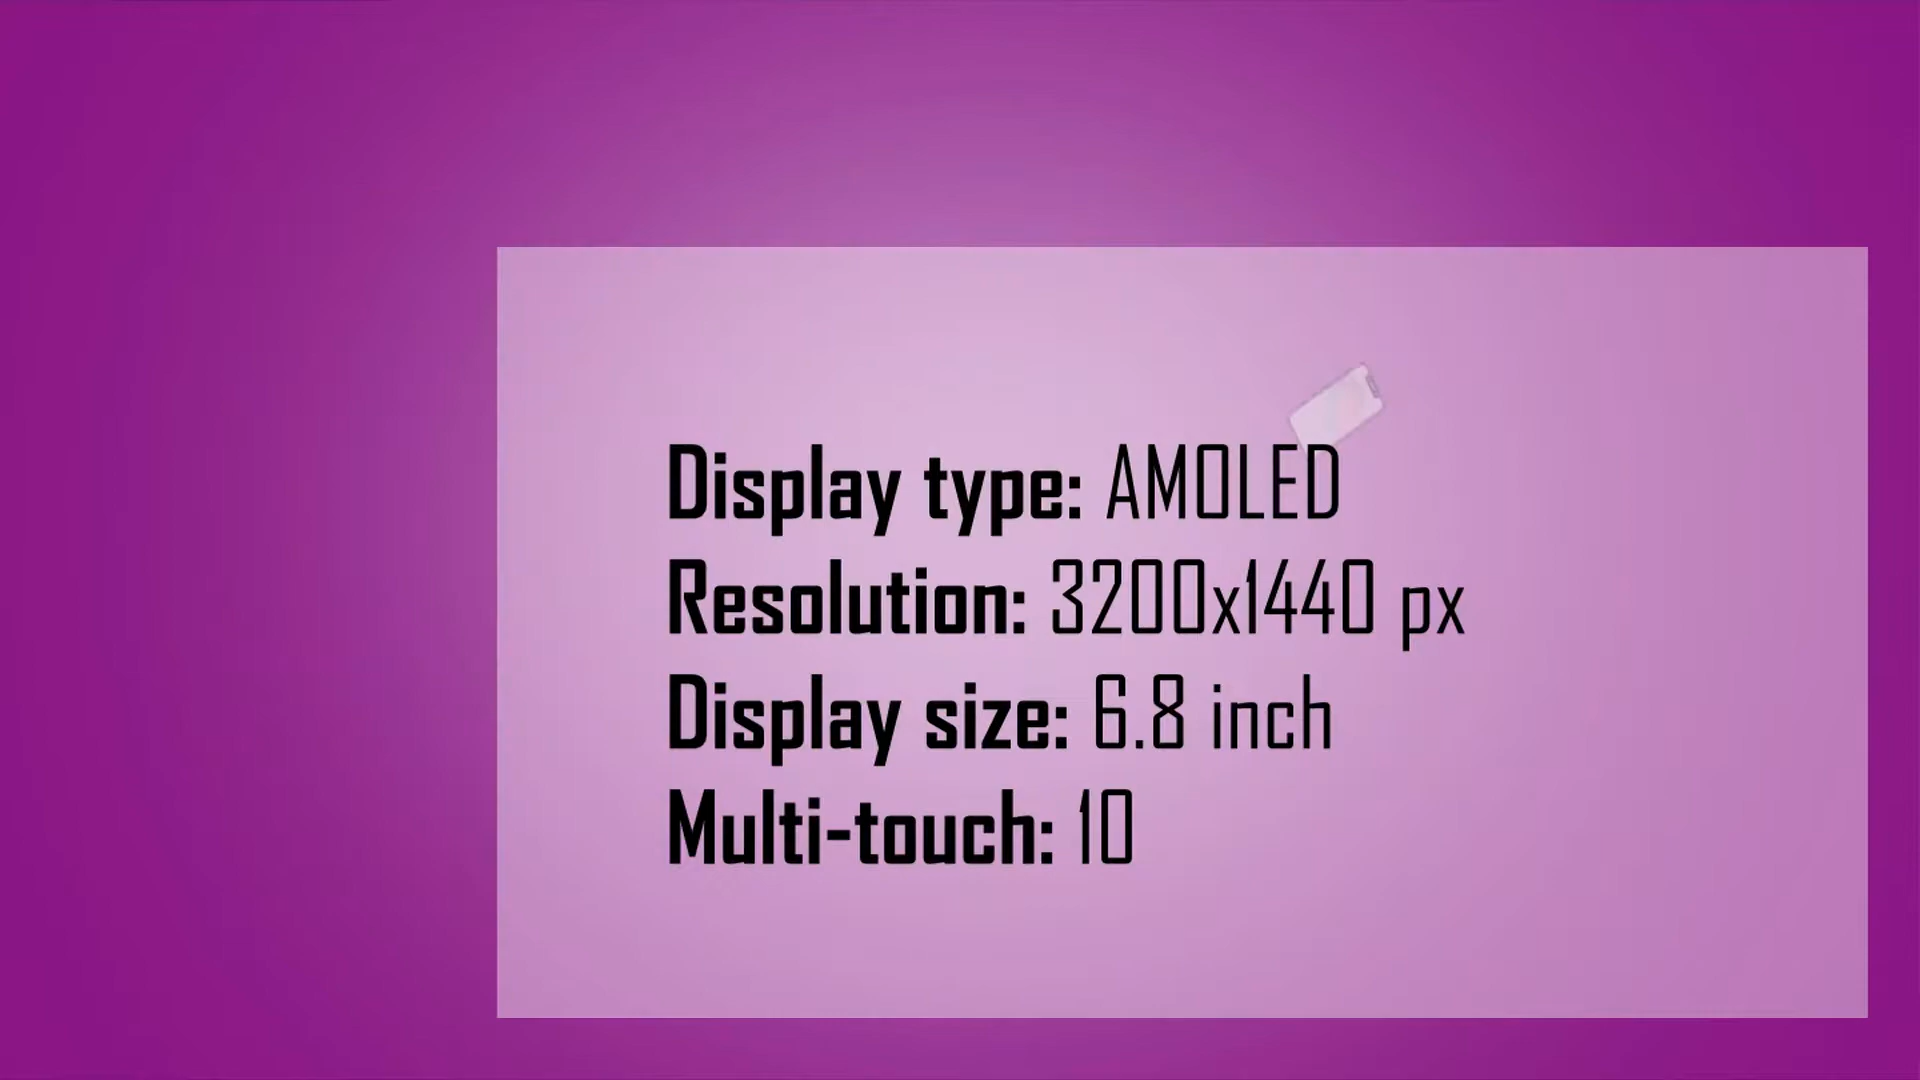 Display type: AMOLED
Resolution: 3200x1440 px
Display size: 6.8 inch
Multi-touch: 10